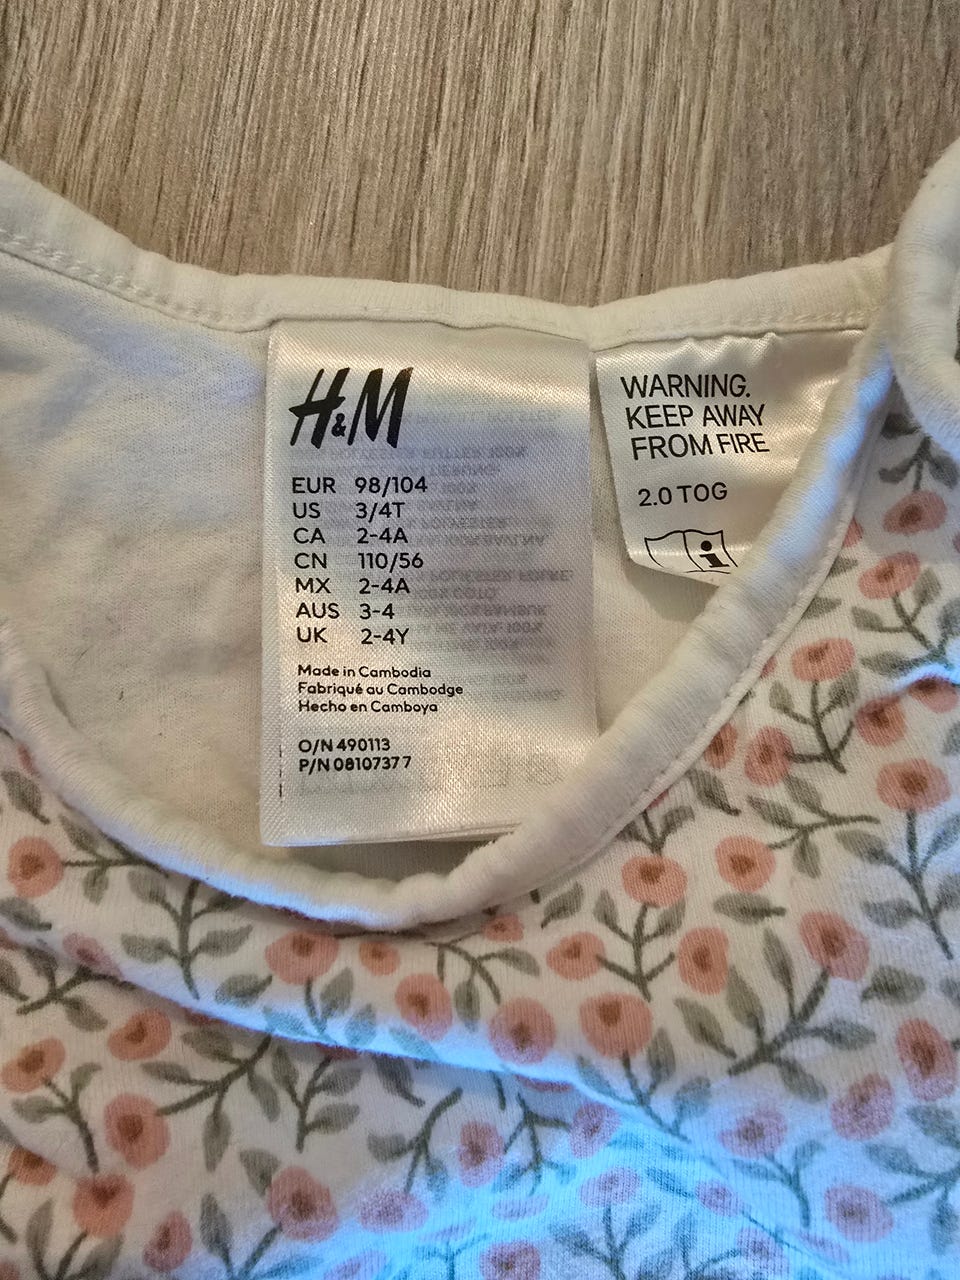 H&M
EUR 98/104
US 3/4T
CA 2-4A
CN 110/56
MX 2-4A
AUS 3-4
UK 2-4Y
Made in Cambodia
Fabriqué au Cambodge
Hecho en Camboya
O/N 490113
P/N 08107377
WARNING.
KEEP AWAY
FROM FIRE
2.0 TOG